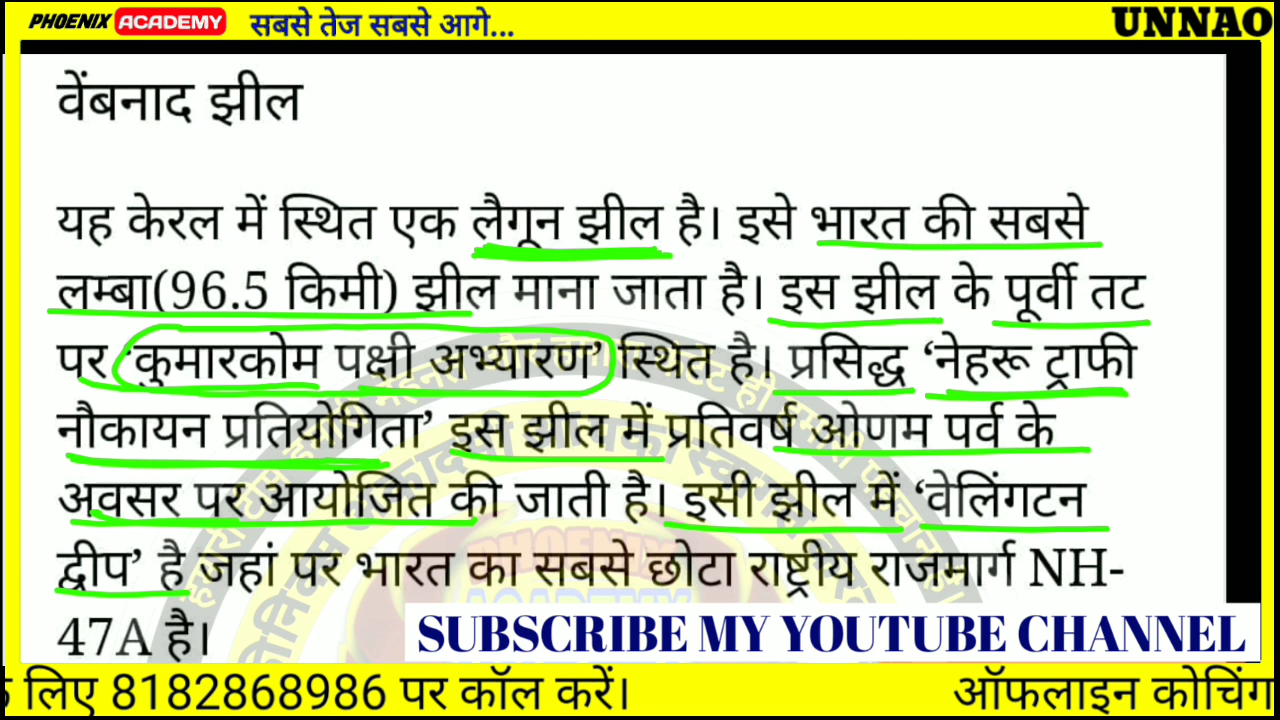 PHOENIX ACADEMY सबसे तेज सबसे आगे... UNNAO
वेंबनाद झील
यह केरल में स्थित एक लैगून झील है। इसे भारत की सबसे
लम्बा(96.5 किमी) झील माना जाता है। इस झील के पूर्वी तट
पर ‘कुमारकोम पक्षी अभ्यारण’ स्थित है। प्रसिद्ध ‘नेहरू ट्राफी
नौकायन प्रतियोगिता’ इस झील में प्रतिवर्ष ओणम पर्व के
अवसर पर आयोजित की जाती है। इसी झील में ‘वेलिंगटन
द्वीप’ है जहां पर भारत का सबसे छोटा राष्ट्रीय राजमार्ग NH-
47A है।
PHOENIX
ACADEMY
SUBSCRIBE MY YOUTUBE CHANNEL
लिए 8182868986 पर कॉल करें। ऑफलाइन कोचिंग